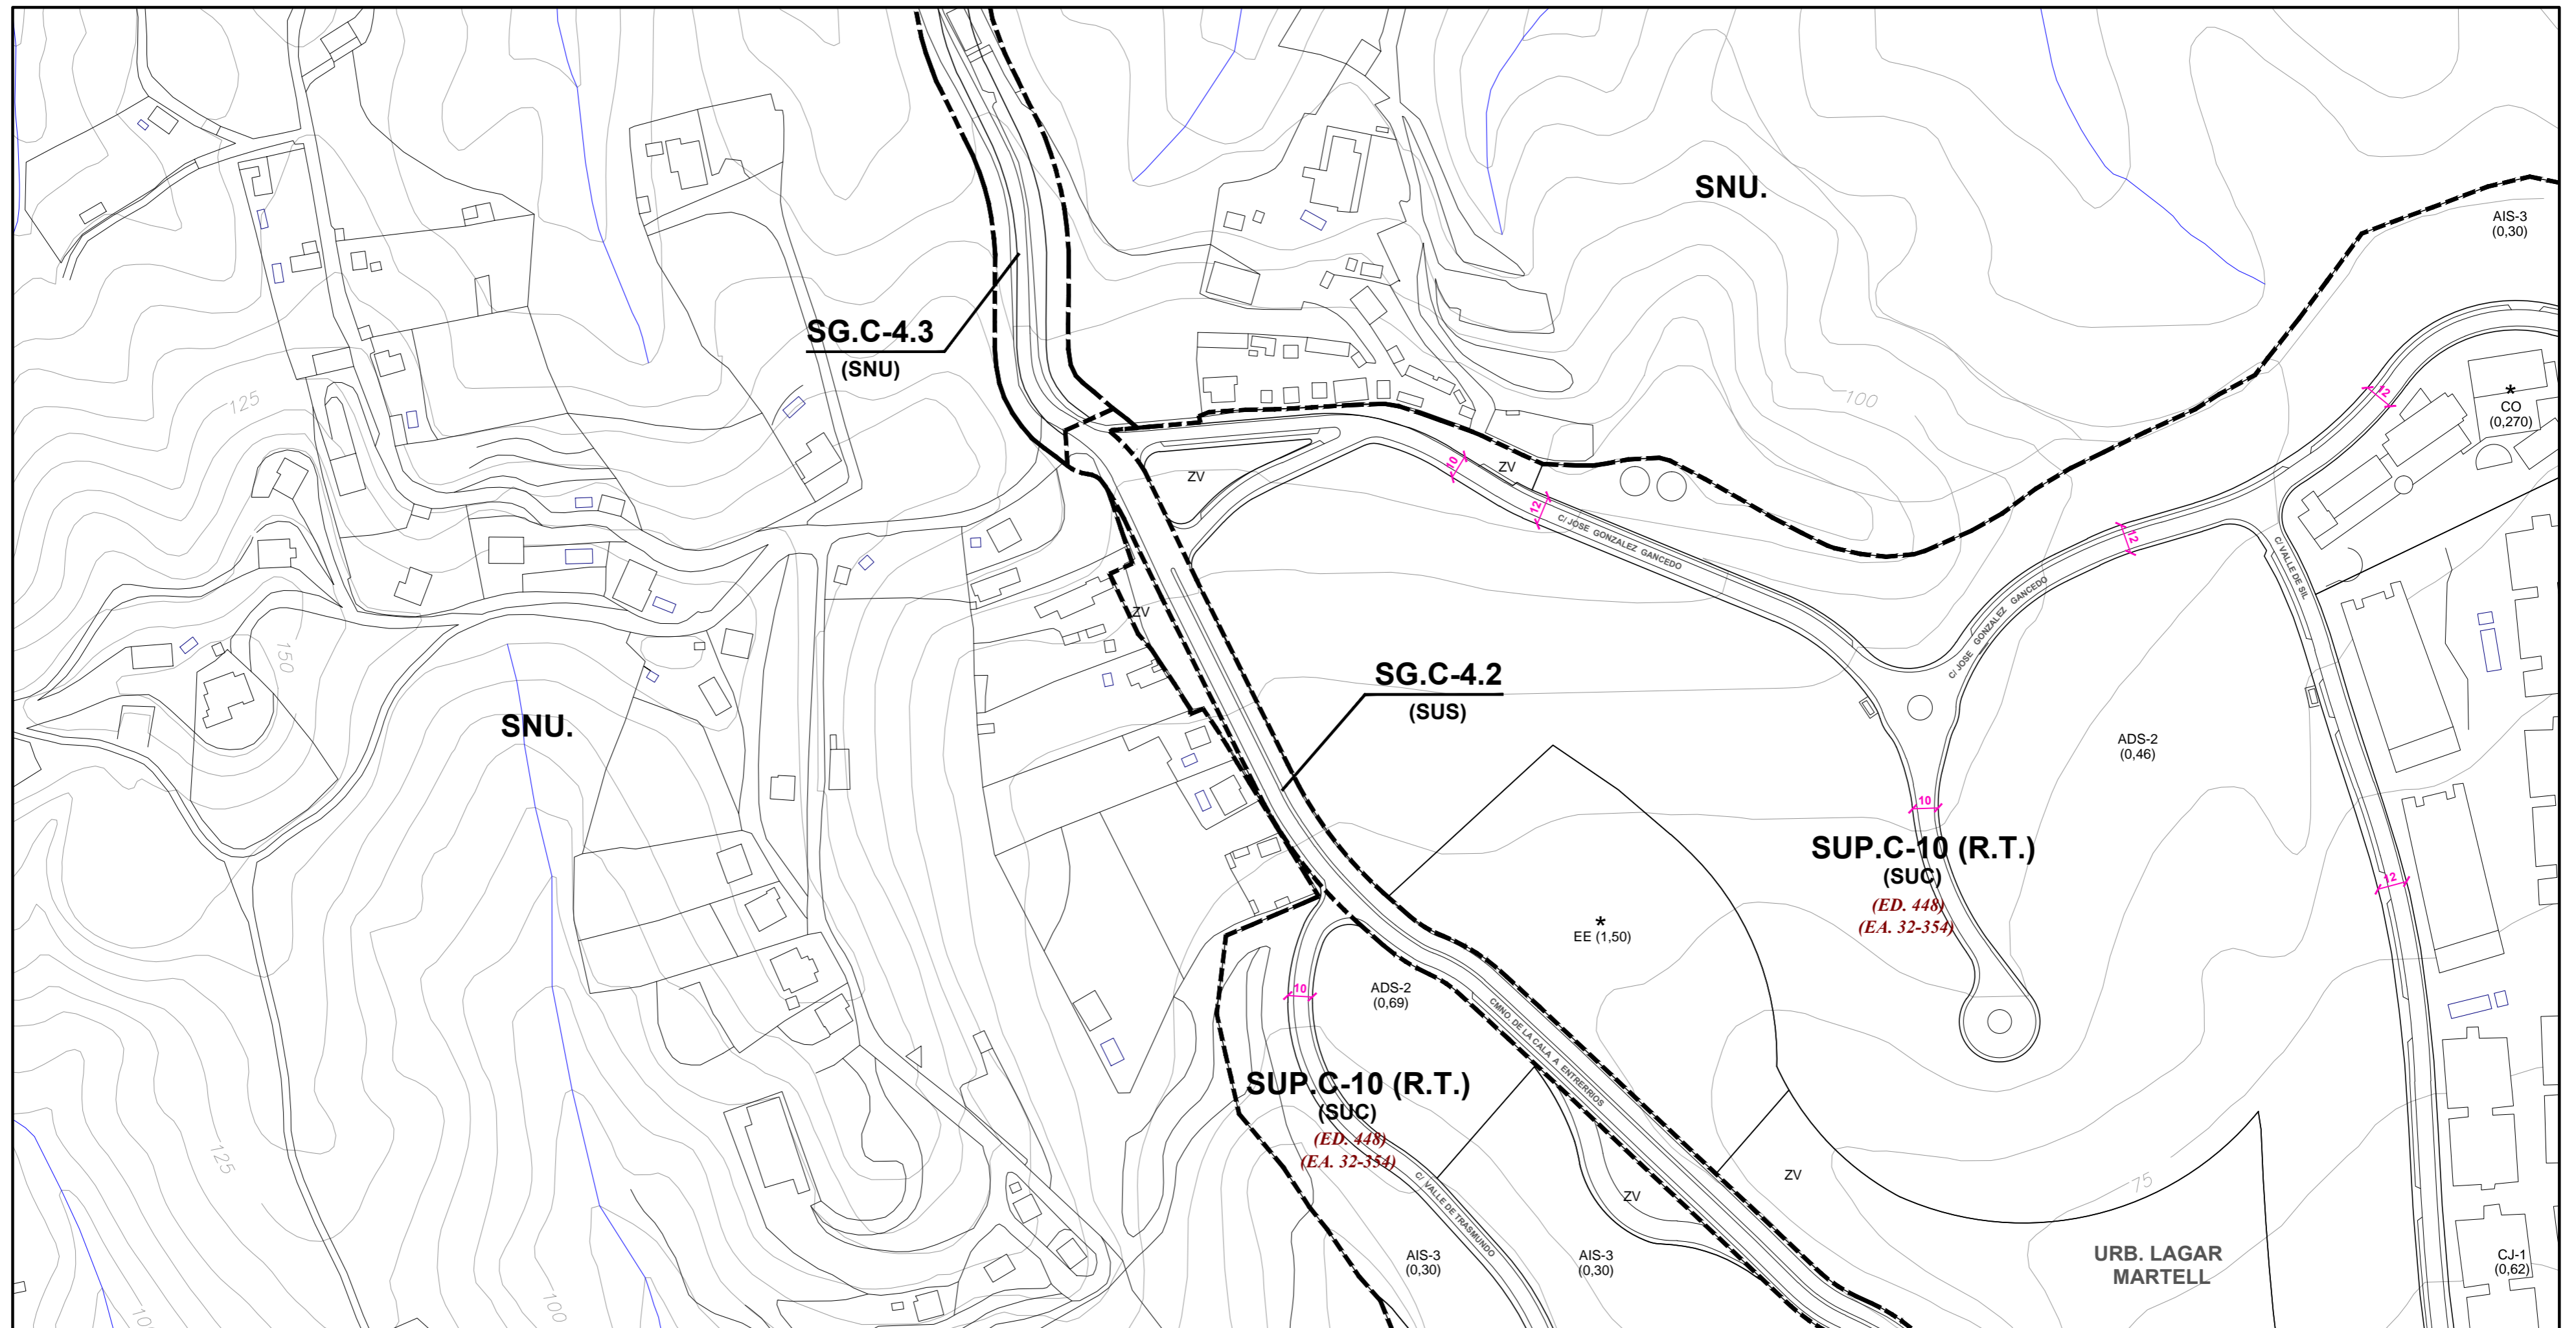 SNU.
AIS-3
(0,30)
SG.C-4.3
(SNU)
*
CO
(0,270)
12
125
100
ZV
10
ZV
12
C/ JOSE GONZALEZ GANCEDO
12
C/ VALLE DE SIL
C/ JOSE GONZALEZ GANCEDO
ZV
150
SG.C-4.2
(SUS)
SNU.
ADS-2
(0,46)
10
SUP.C-10 (R.T.)
(SUC)
(ED. 448)
(EA. 32-354)
12
*
EE (1,50)
10
ADS-2
(0,69)
CMNO. DE LA CALA A ENTRERRIOS
SUP.C-10 (R.T.)
(SUC)
(ED. 448)
(EA. 32-354)
C/ VALLE DE TRASMUNDO
125
ZV
ZV
75
AIS-3
(0,30)
AIS-3
(0,30)
URB. LAGAR
MARTELL
CJ-1
(0,62)
100